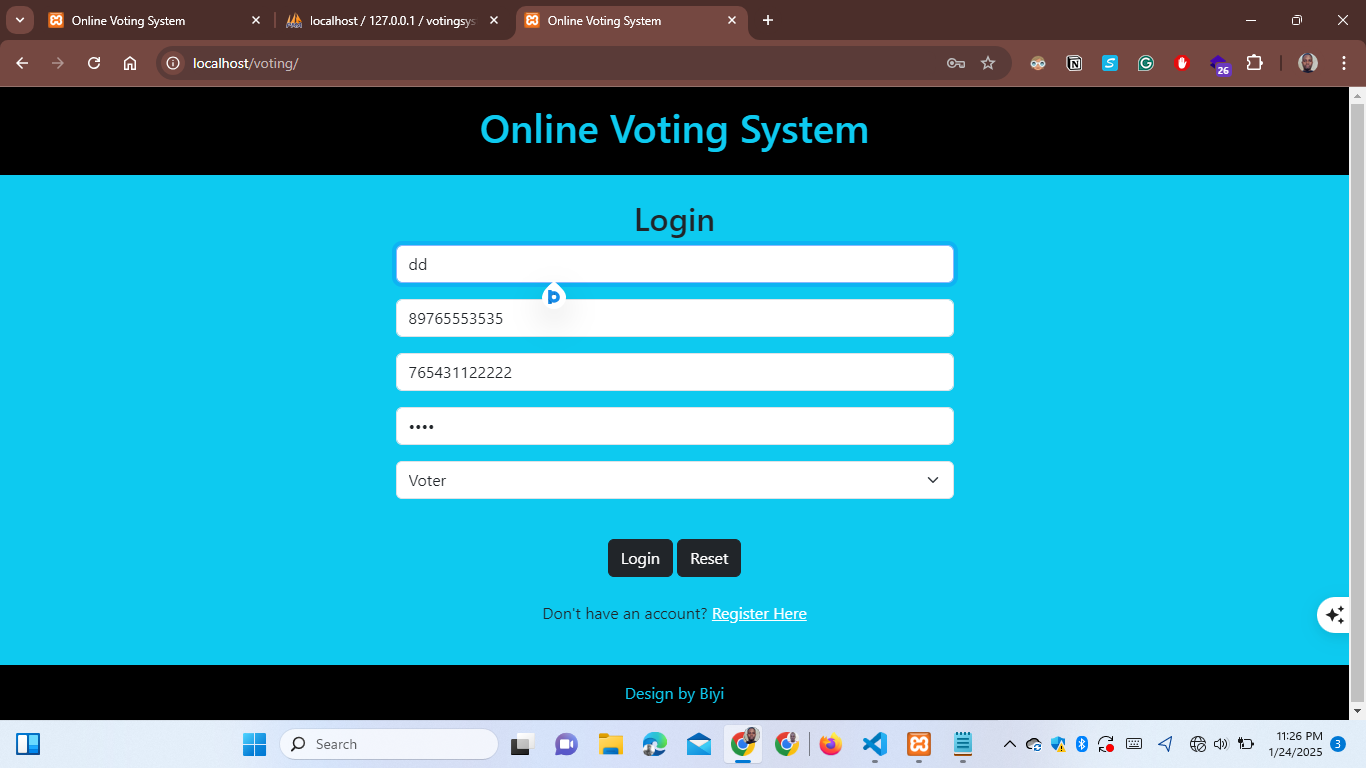 Online Voting System
localhost / 127.0.0.1 / votingsys
Online Voting System
localhost/voting/
26
Online Voting System
Login
dd
89765553535
765431122222
••••
Voter
Login Reset
Don't have an account? Register Here
Design by Biyi
Search
11:26 PM
1/24/2025
3